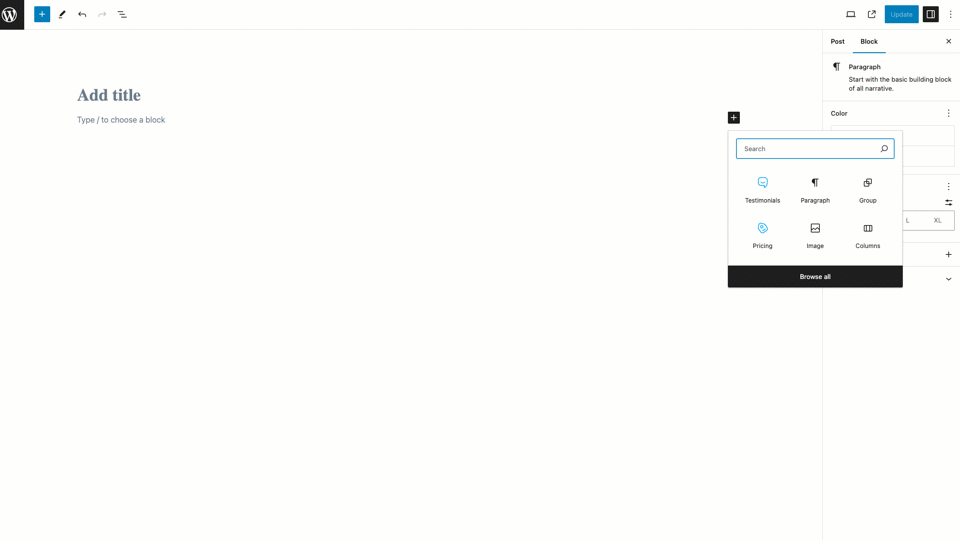 Update
Post
Block
Paragraph
Start with the basic building block
of all narrative.
Color
Add title
Type / to choose a block
Search
Testimonials
Paragraph
Group
Pricing
Image
Columns
Browse all
L
XL